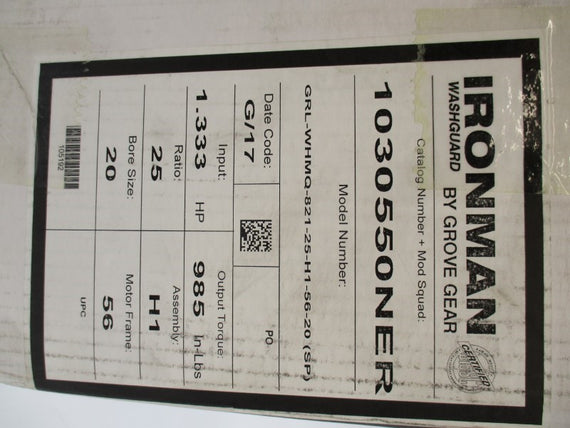 IRONMAN
WASHGUARD BY GROVE GEAR
CERTIFIED
Catalog Number + Mod Squad:
1030550NER
Model Number:
GRL-WHMQ-821-25-H1-56-20 (SP)
Date Code: PO
G/17
Input: Output Torque:
1.333 HP 985 In-Lbs
Ratio: Assembly:
25 H1
Bore Size: Motor Frame:
20 56
UPC
105192